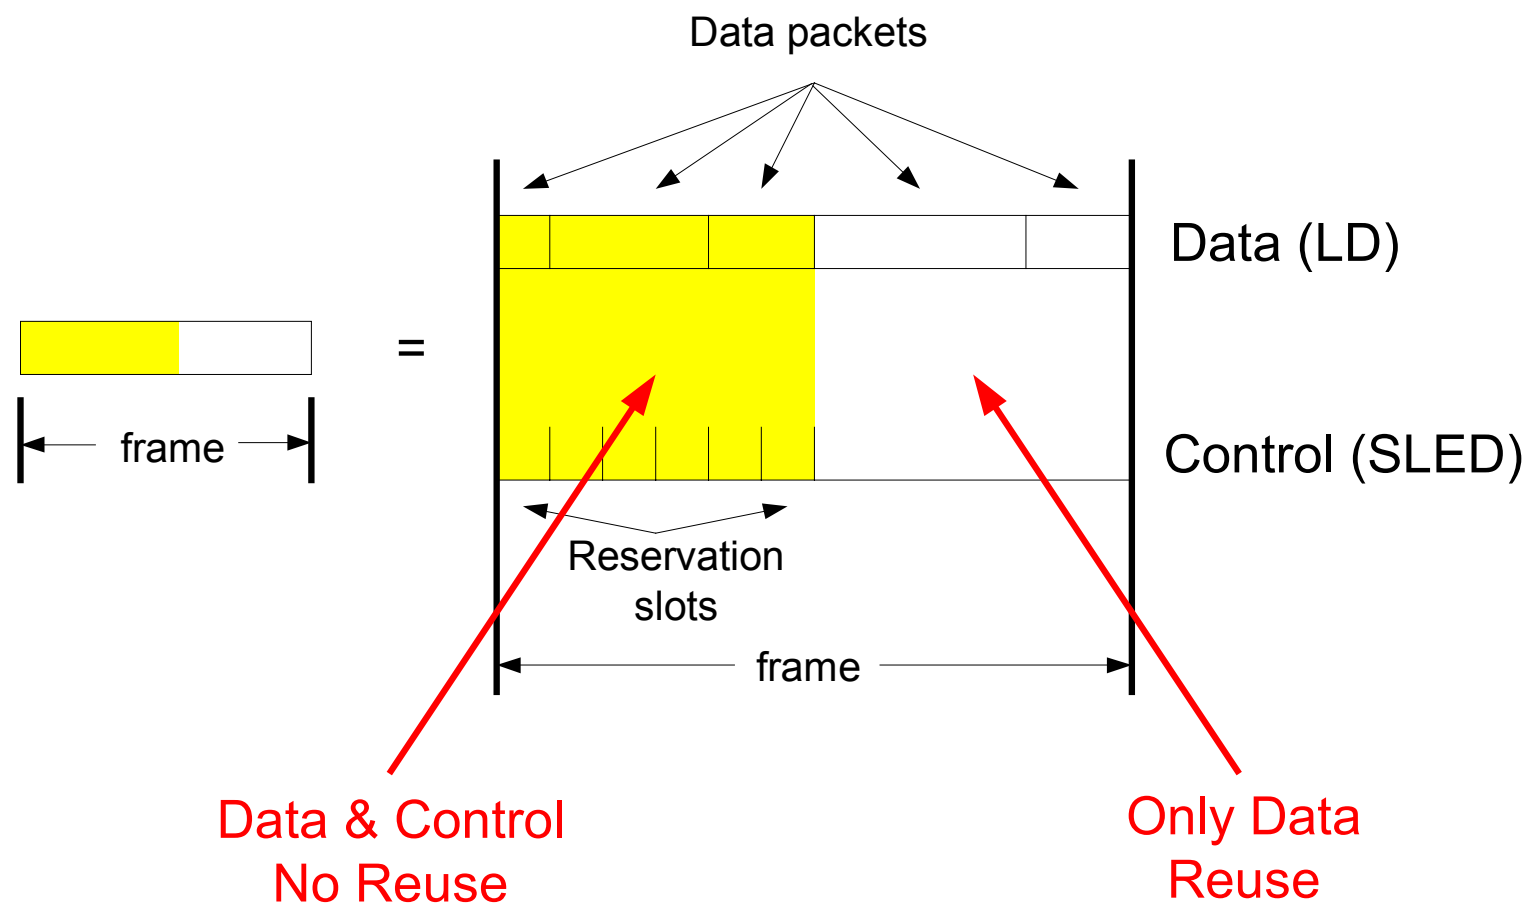 Data packets
Data (LD)
=
frame
Control (SLED)
Reservation
slots
frame
Data & Control
No Reuse
Only Data
Reuse